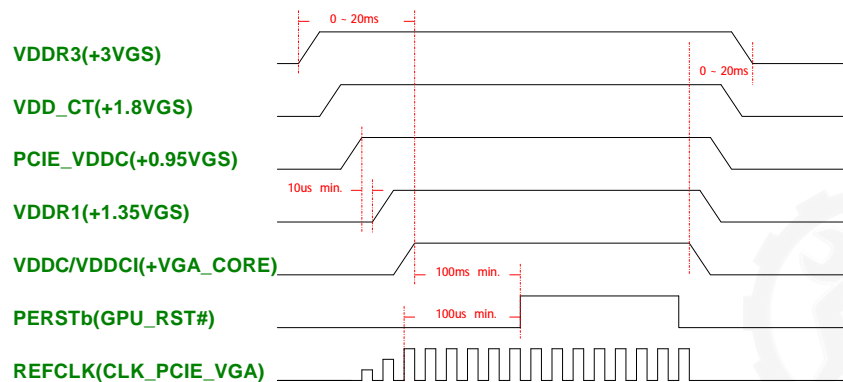 0 ~ 20ms
VDDR3(+3VGS)
0 ~ 20ms
VDD_CT(+1.8VGS)
PCIE_VDDC(+0.95VGS)
10us min.
VDDR1(+1.35VGS)
VDDC/VDDCI(+VGA_CORE)
100ms min.
PERSTb(GPU_RST#)
100us min.
REFCLK(CLK_PCIE_VGA)